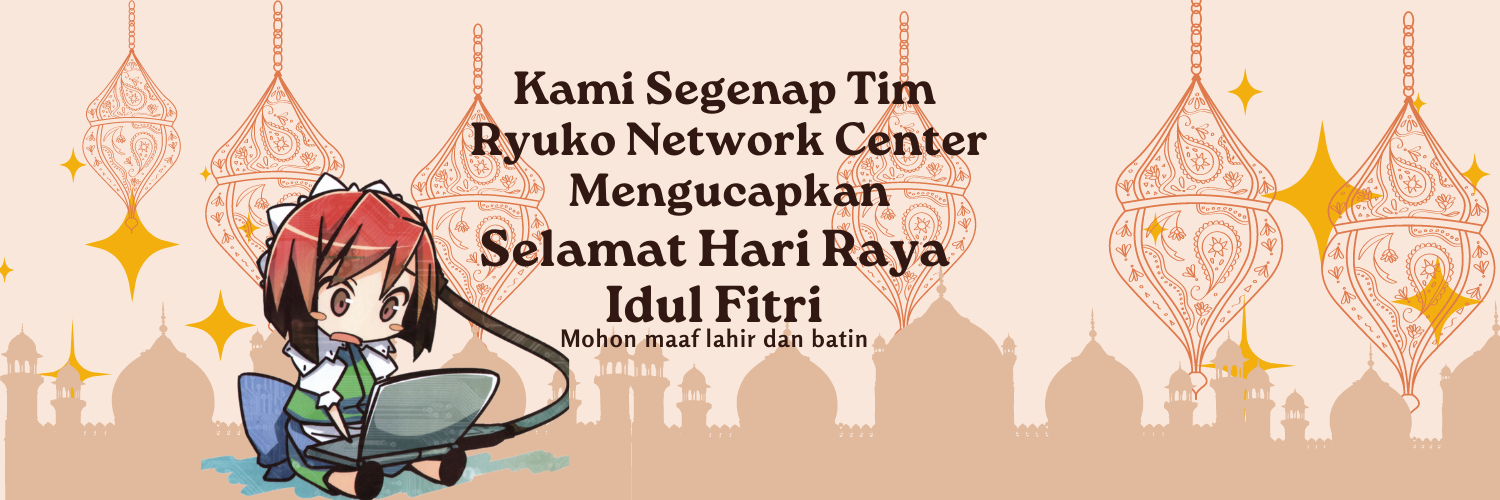 Kami Segenap Tim
Ryuko Network Center
Mengucapkan
Selamat Hari Raya
Idul Fitri
Mohon maaf lahir dan batin